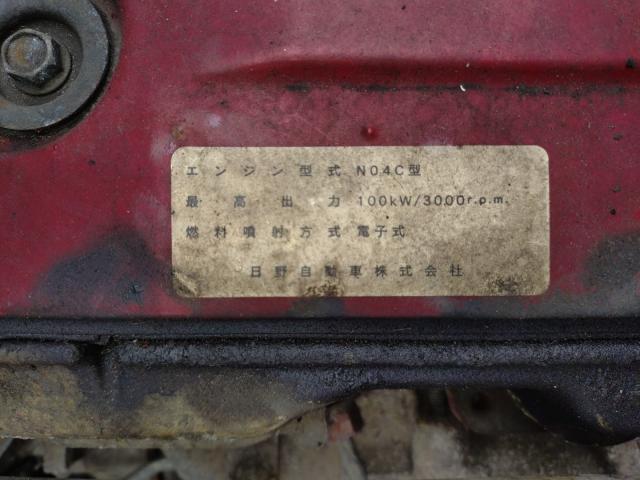 エンジン型式 N04C型
最高出力 100kW/3000r.p.m.
燃料噴射方式 電子式
日野自動車株式会社